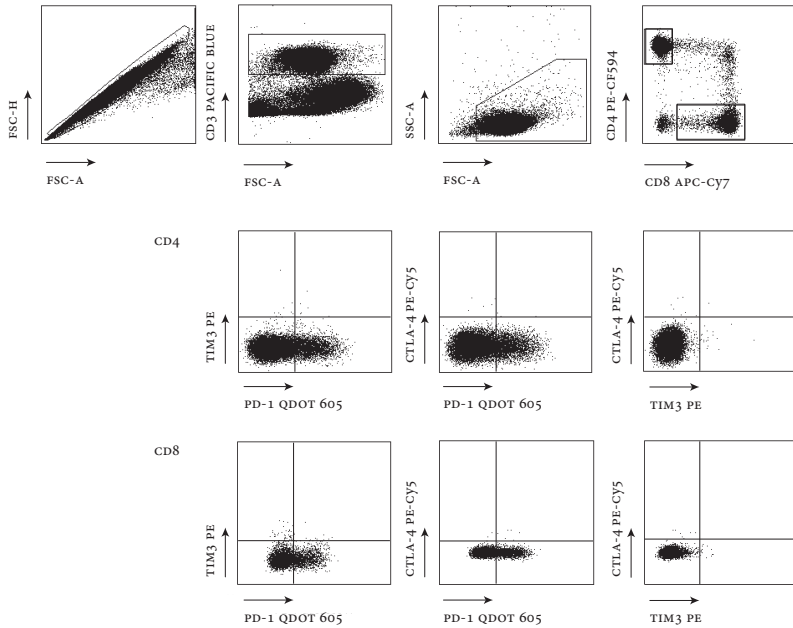 FSC-H
FSC-A
CD3 PACIFIC BLUE
FSC-A
SSC-A
FSC-A
CD4 PE-CF594
CD8 APC-Cy7
CD4
TIM3 PE
PD-1 QDOT 605
CTLA-4 PE-Cy5
PD-1 QDOT 605
CTLA-4 PE-Cy5
TIM3 PE
CD8
TIM3 PE
PD-1 QDOT 605
CTLA-4 PE-Cy5
PD-1 QDOT 605
CTLA-4 PE-Cy5
TIM3 PE